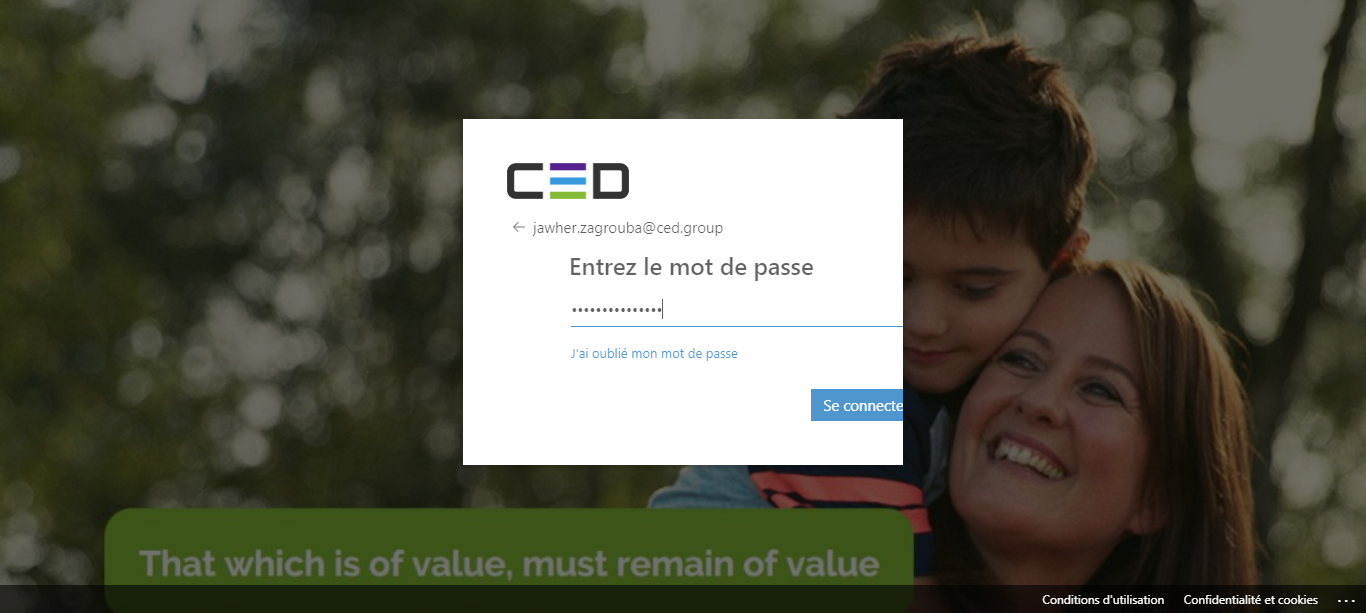 CED
← jawher.zagrouba@ced.group
Entrez le mot de passe
•••••••••••••••
J'ai oublié mon mot de passe
Se connecte
That which is of value, must remain of value
Conditions d'utilisation Confidentialité et cookies ...